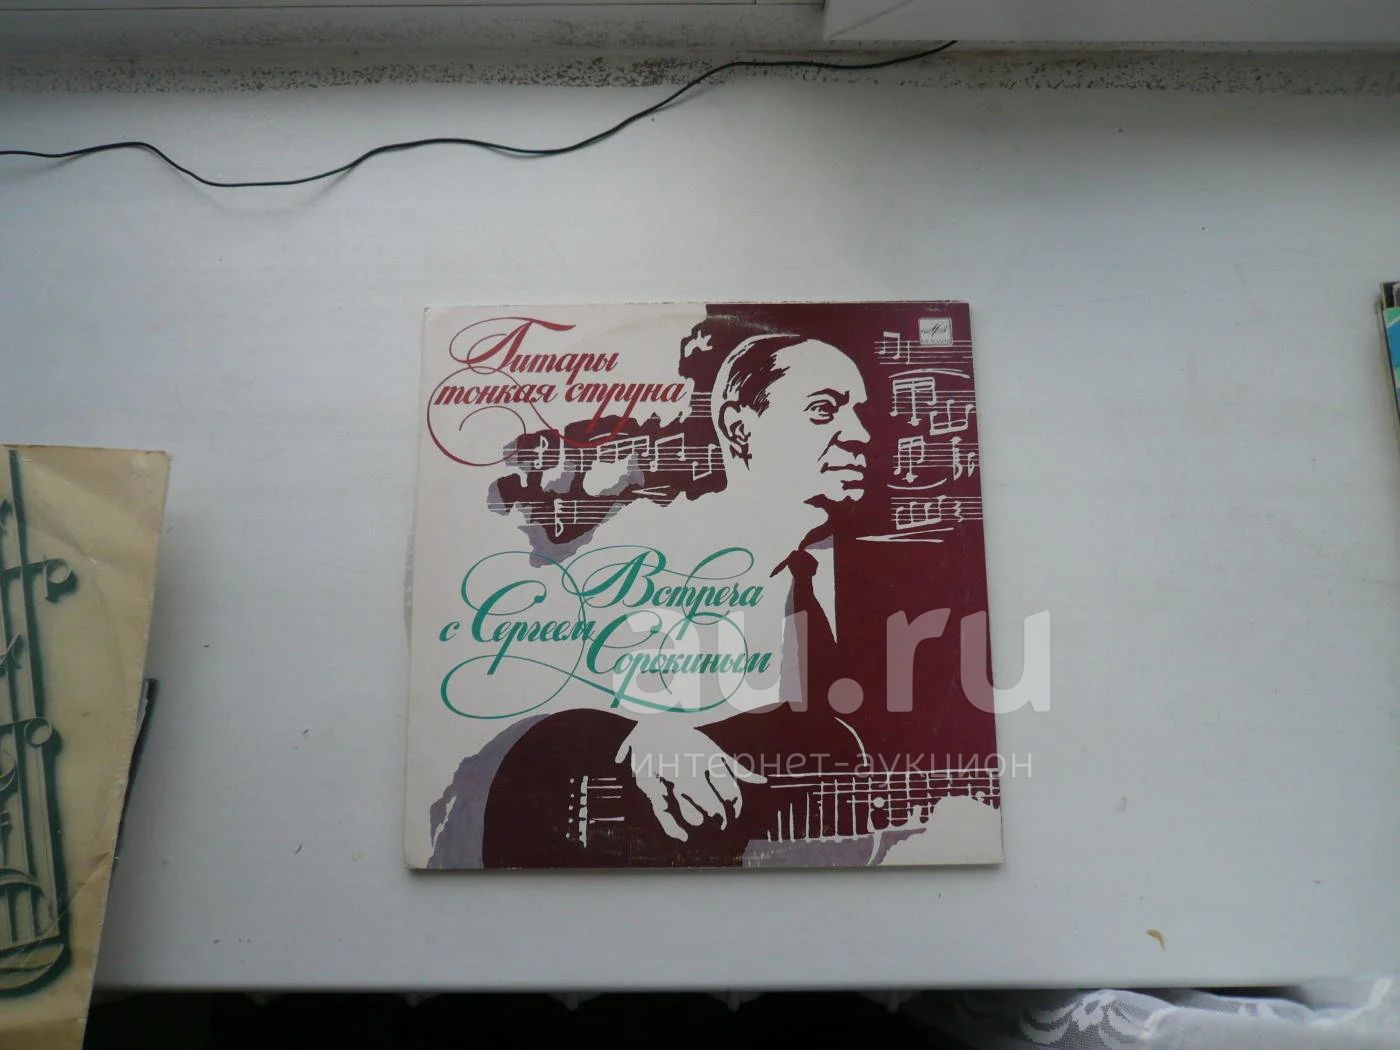 Гитары
тонкая струна
Встреча
с Сергеем
Сорокиным
au.ru
интернет-аукцион